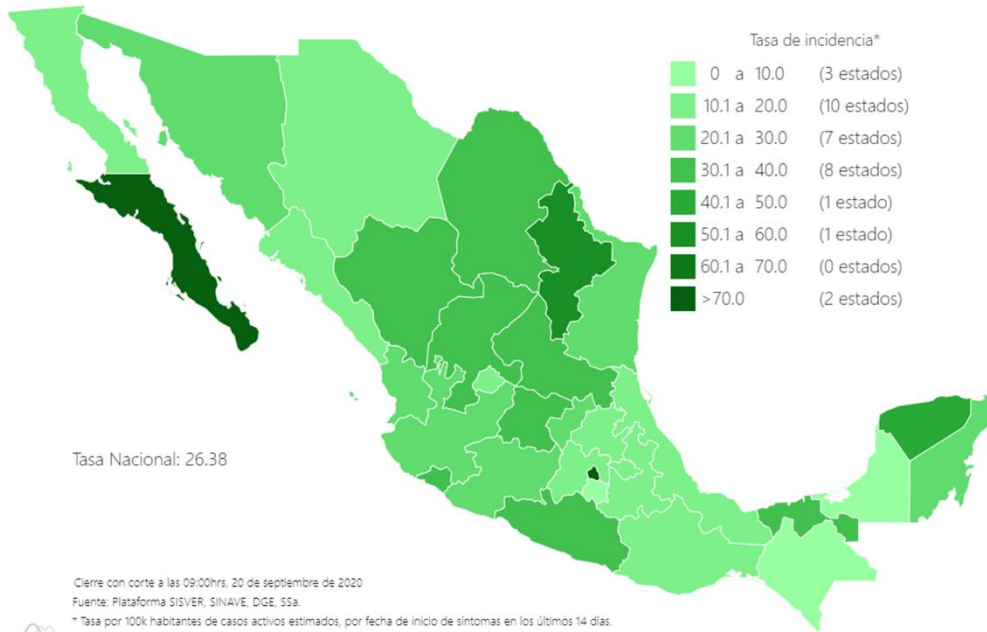 Tasa de incidencia*
0 a 10.0 (3 estados)
10.1 a 20.0 (10 estados)
20.1 a 30.0 (7 estados)
30.1 a 40.0 (8 estados)
40.1 a 50.0 (1 estado)
50.1 a 60.0 (1 estado)
60.1 a 70.0 (0 estados)
>70.0 (2 estados)
Tasa Nacional: 26.38
Cierre con corte a las 09:00hrs, 20 de septiembre de 2020
Fuente: Plataforma SISVER, SINAVE, DGE, SSa.
* Tasa por 100k habitantes de casos activos estimados, por fecha de inicio de síntomas en los últimos 14 días.